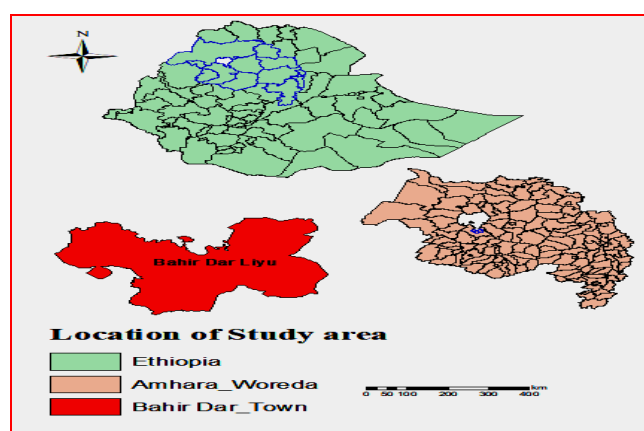 N
Bahir Dar Liyu
Location of Study area
Ethiopia
Amhara_Woreda
Bahir Dar_Town
km
0 50 100 200 300 400